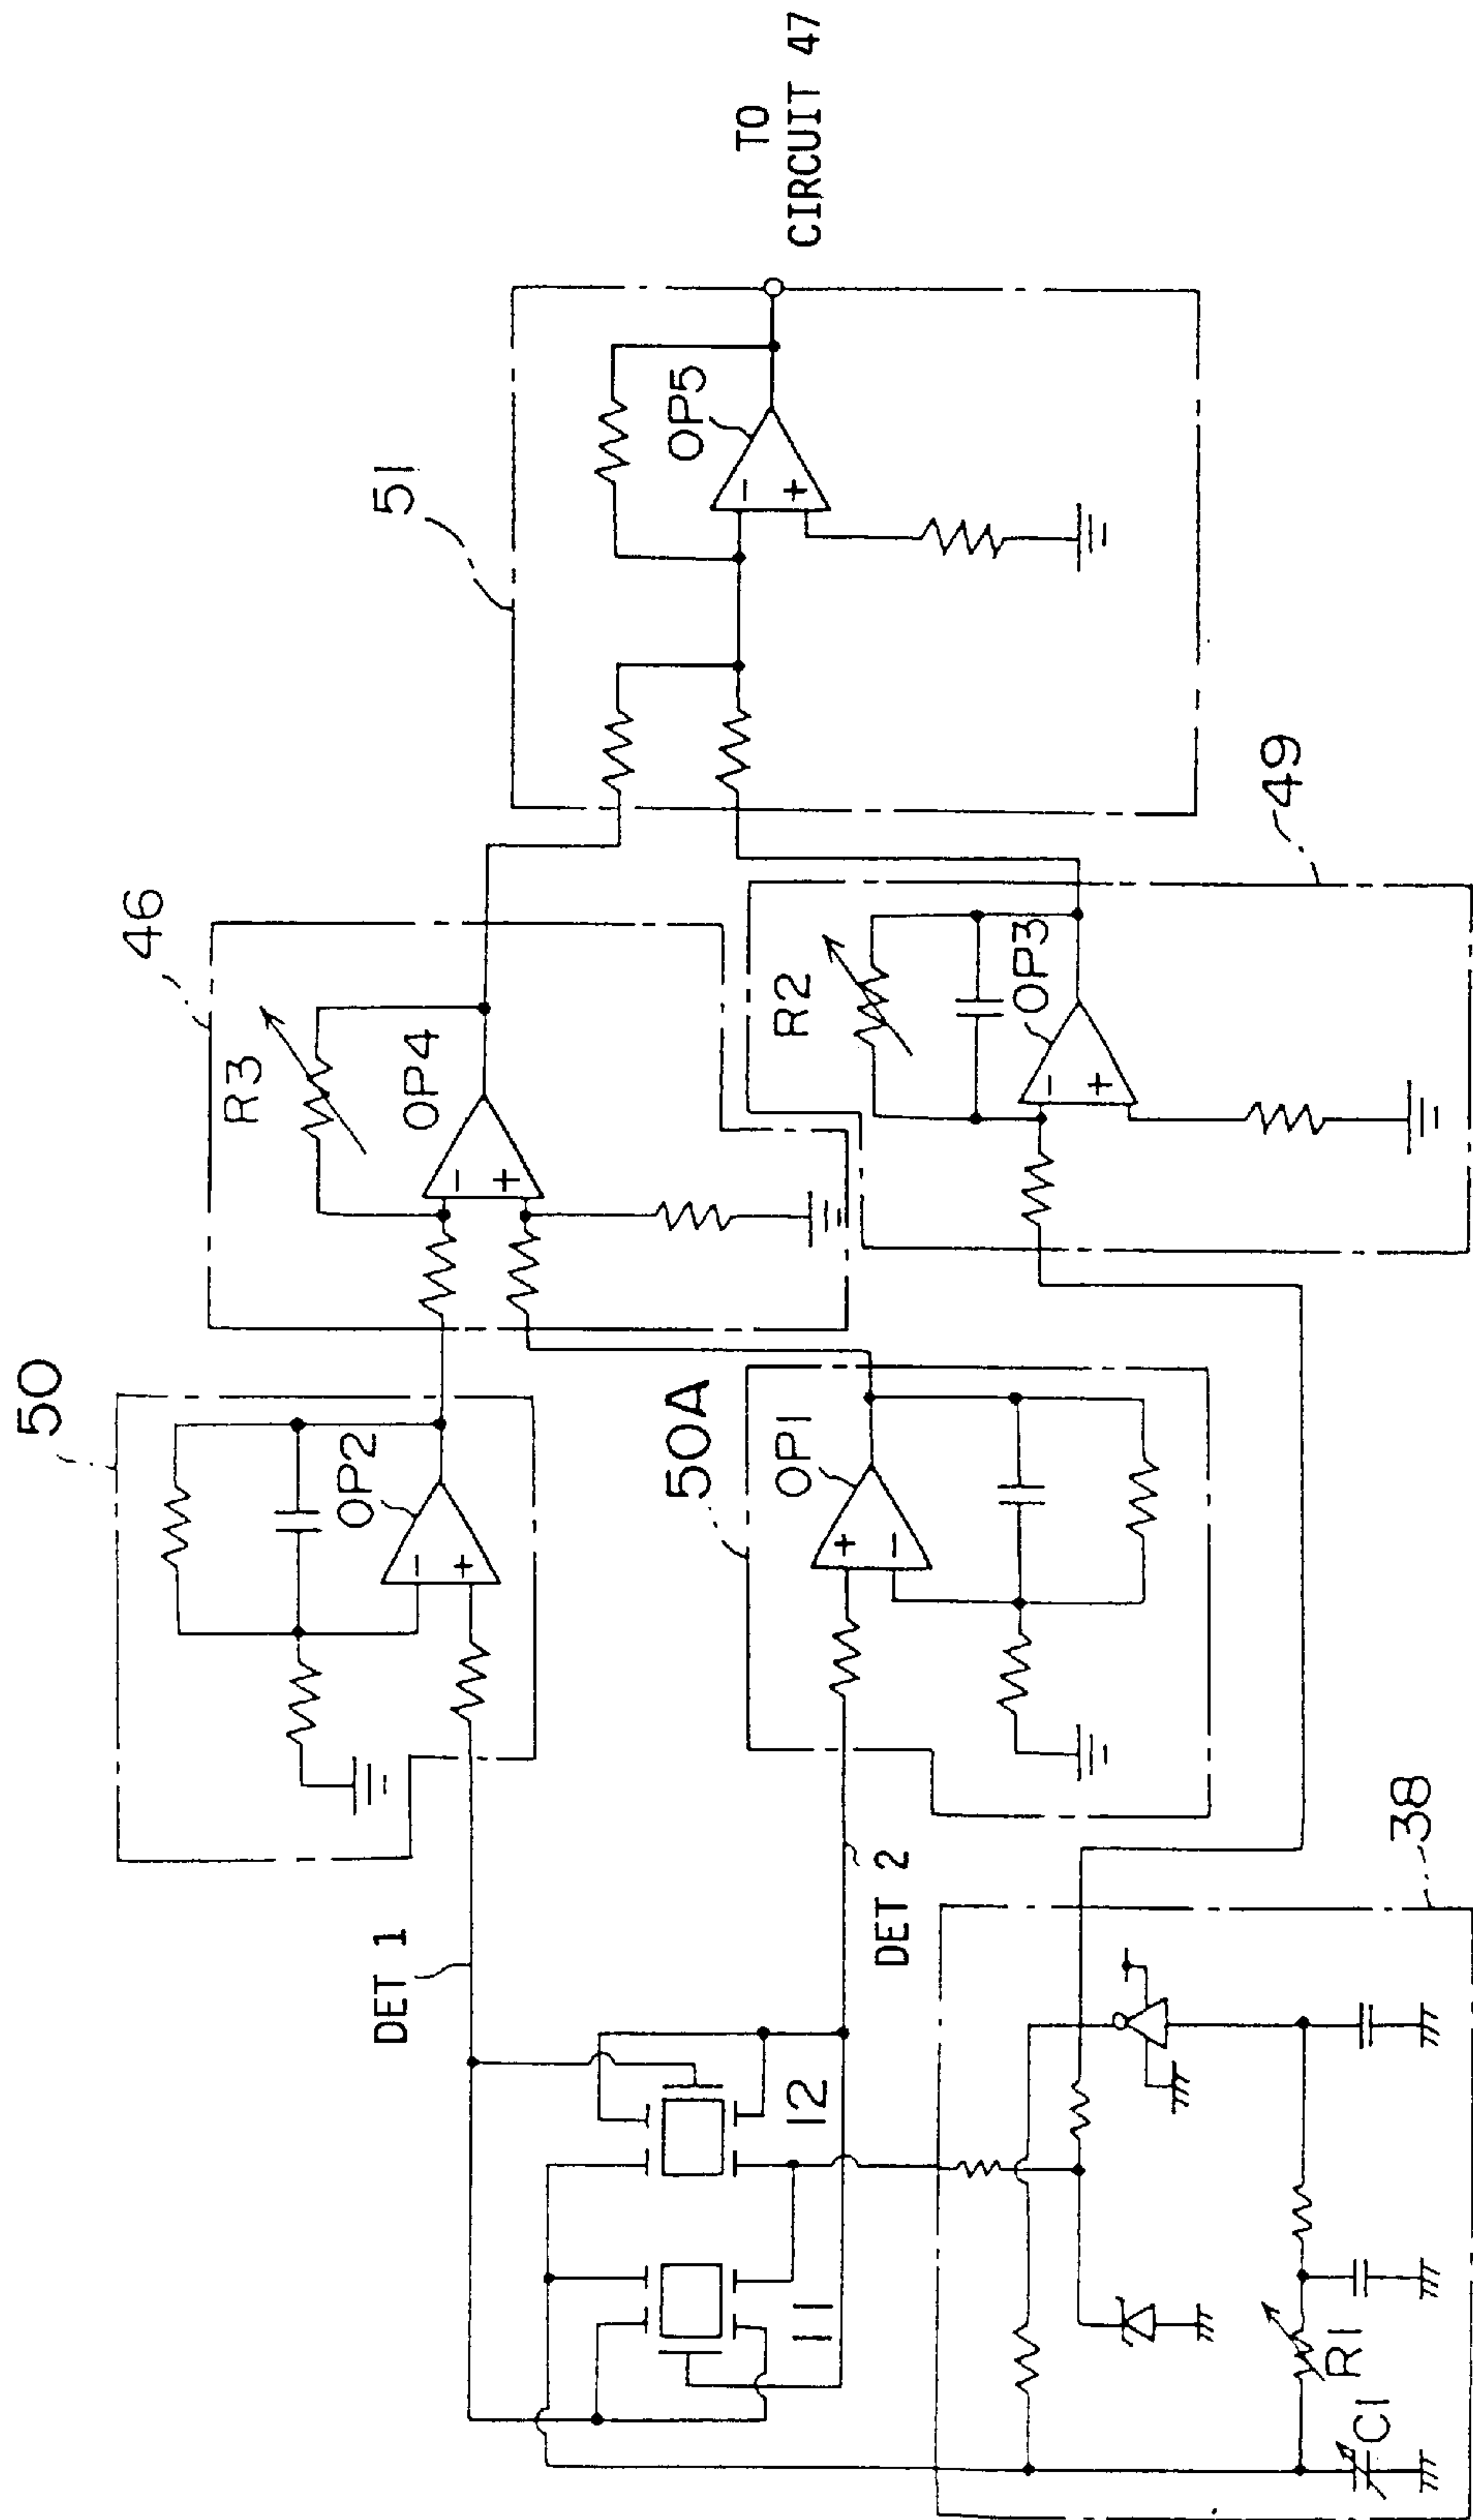 50
46
51
TO
CIRCUIT 47
R3
OP4
OP5
OP2
DET 1
50A
OP1
R2
OP3
49
DET 2
11
12
38
R1
C1
-
+
-
+
-
+
+
-
-
+